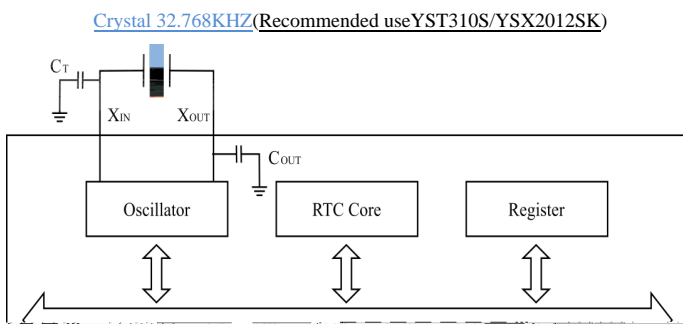 Crystal 32.768KHZ(Recommended useYST310S/YSX2012SK)
CT
XIN XOUT
COUT
Oscillator RTC Core Register